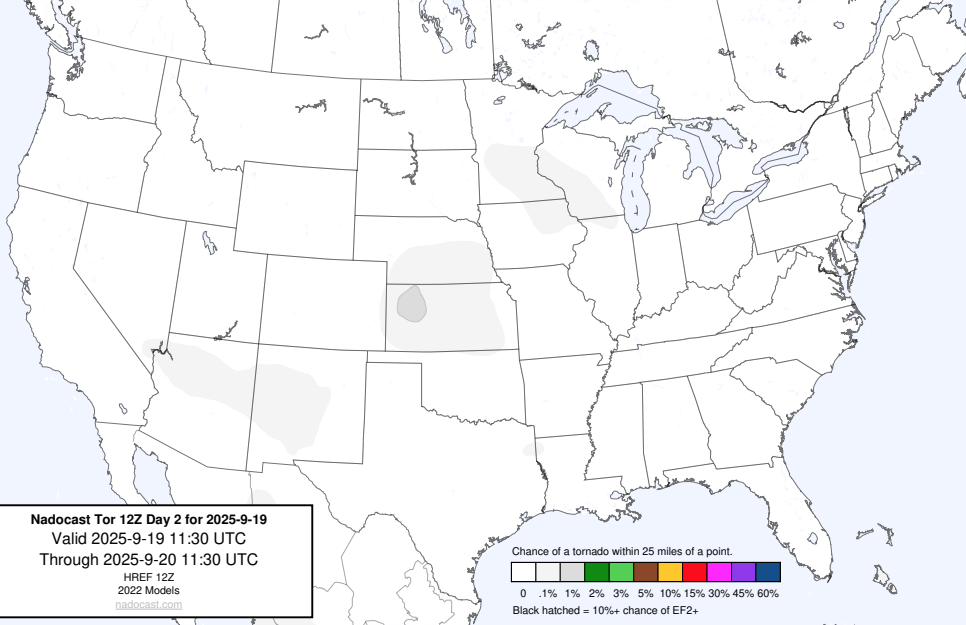 Nadocast Tor 12Z Day 2 for 2025-9-19
Valid 2025-9-19 11:30 UTC
Through 2025-9-20 11:30 UTC
HREF 12Z
2022 Models
nadocast.com
Chance of a tornado within 25 miles of a point.
0 .1% 1% 2% 3% 5% 10% 15% 30% 45% 60%
Black hatched = 10%+ chance of EF2+